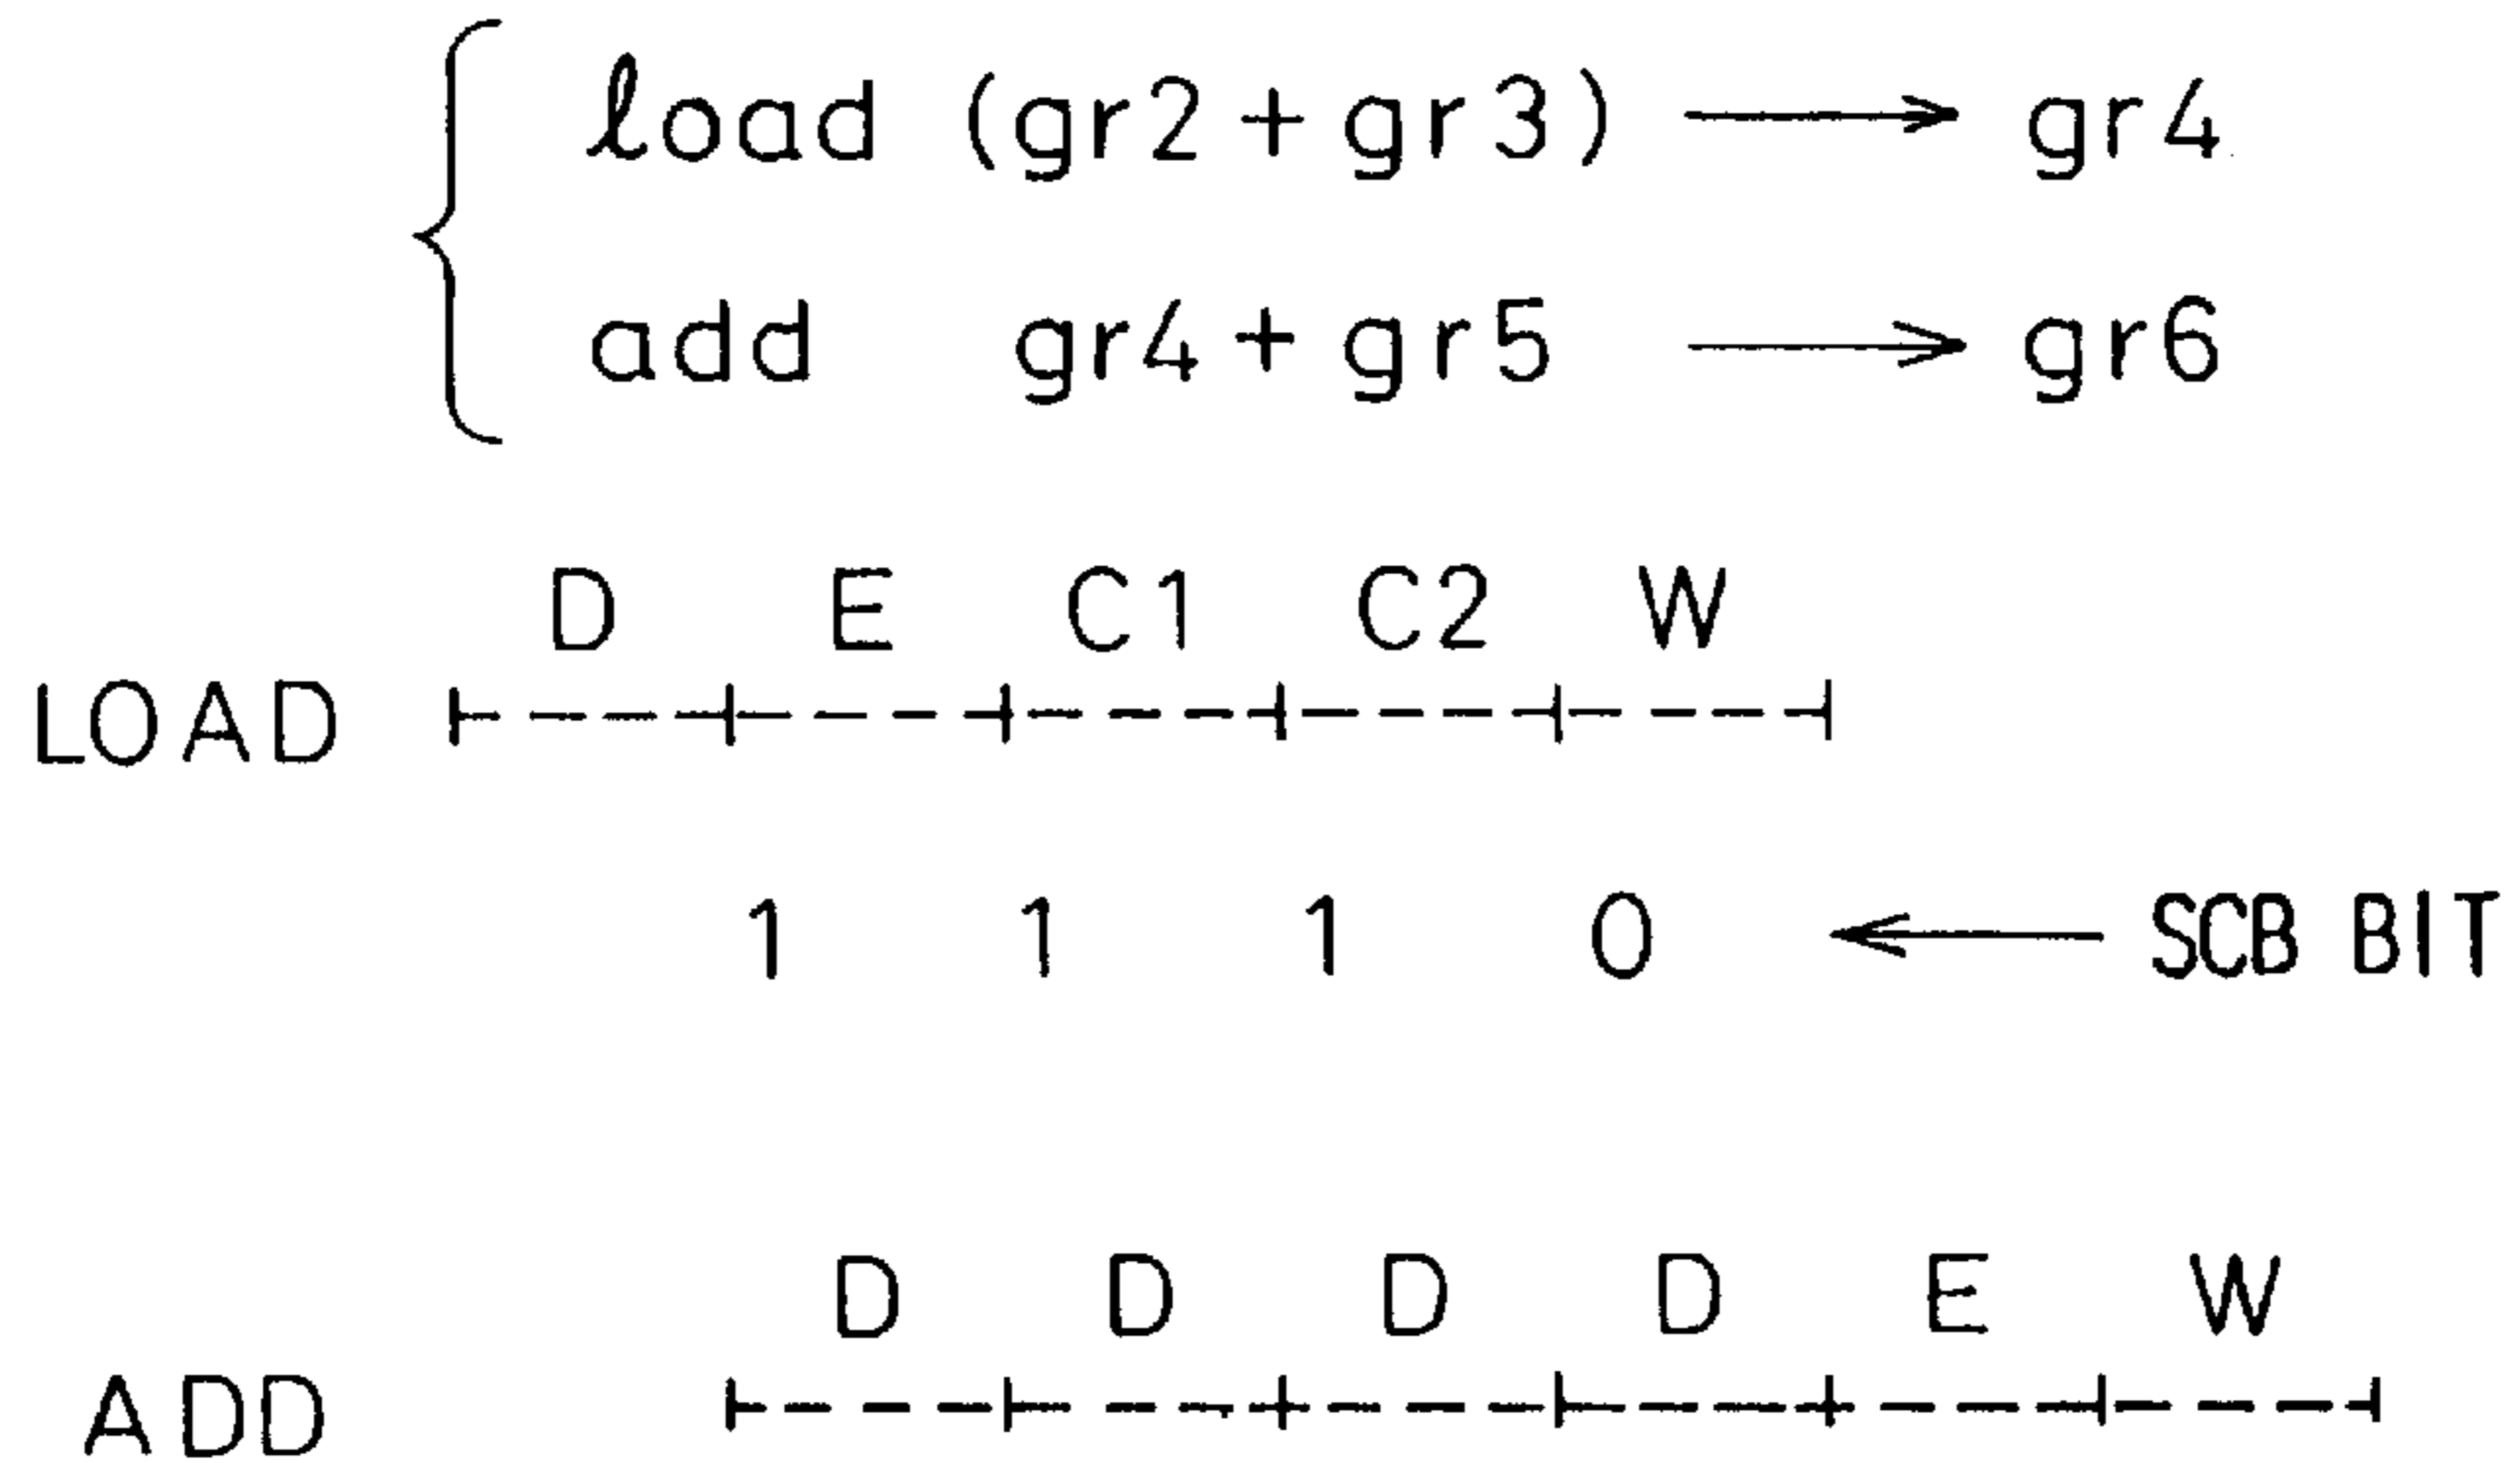 load (gr2 + gr3) → gr4
add gr4 + gr5 → gr6
D E C1 C2 W
LOAD
1 1 1 0 ← SCB BIT
D D D D E W
ADD